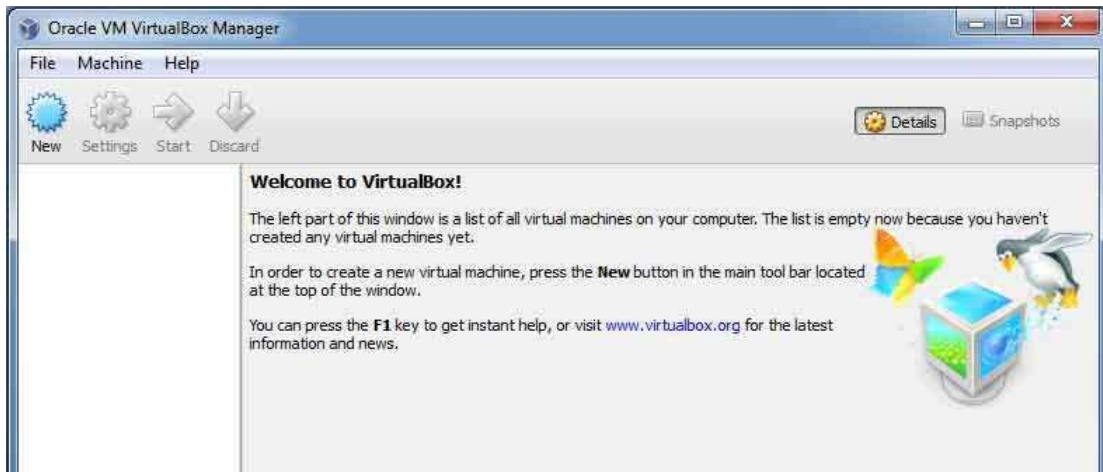 Oracle VM VirtualBox Manager
File Machine Help
New Settings Start Discard
Details Snapshots
Welcome to VirtualBox!
The left part of this window is a list of all virtual machines on your computer. The list is empty now because you haven't
created any virtual machines yet.
In order to create a new virtual machine, press the New button in the main tool bar located
at the top of the window.
You can press the F1 key to get instant help, or visit www.virtualbox.org for the latest
information and news.